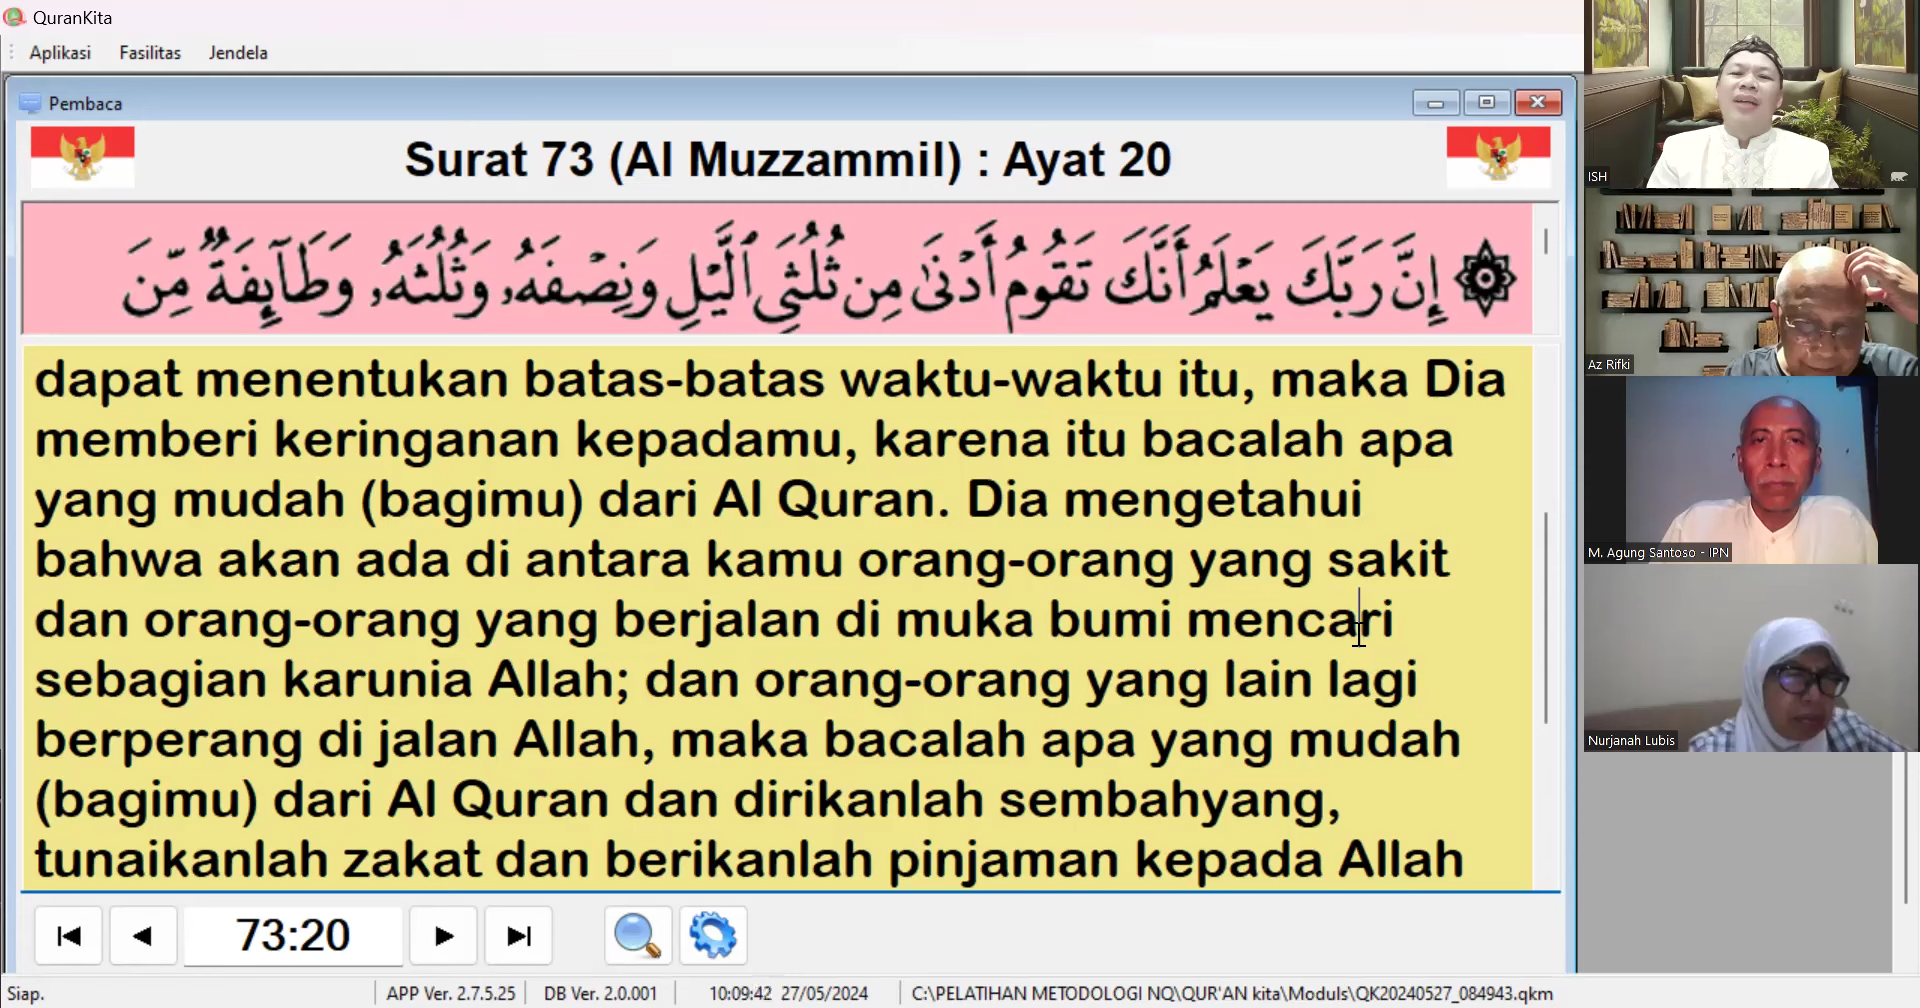 QuranKita
Aplikasi Fasilitas Jendela
Pembaca
Surat 73 (Al Muzzammil) : Ayat 20
۞ إِنَّ رَبَّكَ يَعْلَمُ أَنَّكَ تَقُومُ أَدْنَىٰ مِن ثُلُثَىِ ٱلَّيْلِ وَنِصْفَهُۥ وَثُلُثَهُۥ وَطَآئِفَةٌ مِّنَ
dapat menentukan batas-batas waktu-waktu itu, maka Dia
memberi keringanan kepadamu, karena itu bacalah apa
yang mudah (bagimu) dari Al Quran. Dia mengetahui
bahwa akan ada di antara kamu orang-orang yang sakit
dan orang-orang yang berjalan di muka bumi mencari
sebagian karunia Allah; dan orang-orang yang lain lagi
berperang di jalan Allah, maka bacalah apa yang mudah
(bagimu) dari Al Quran dan dirikanlah sembahyang,
tunaikanlah zakat dan berikanlah pinjaman kepada Allah
73:20
Siap. APP Ver. 2.7.5.25 DB Ver. 2.0.001 10:09:42 27/05/2024 C:\PELATIHAN METODOLOGI NQ\QUR'AN kita\Moduls\QK20240527_084943.qkm
ISH
Az Rifki
M. Agung Santoso - IPN
Nurjanah Lubis